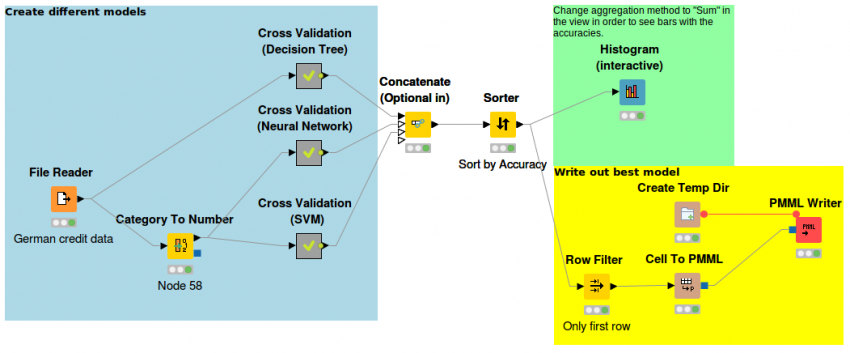 Create different models
Cross Validation
(Decision Tree)
Cross Validation
(Neural Network)
Cross Validation
(SVM)
File Reader
German credit data
Category To Number
Node 58
Concatenate
(Optional in)
Sorter
Sort by Accuracy
Change aggregation method to "Sum" in
the view in order to see bars with the
accuracies.
Histogram
(interactive)
Write out best model
Create Temp Dir
PMML Writer
Row Filter
Only first row
Cell To PMML